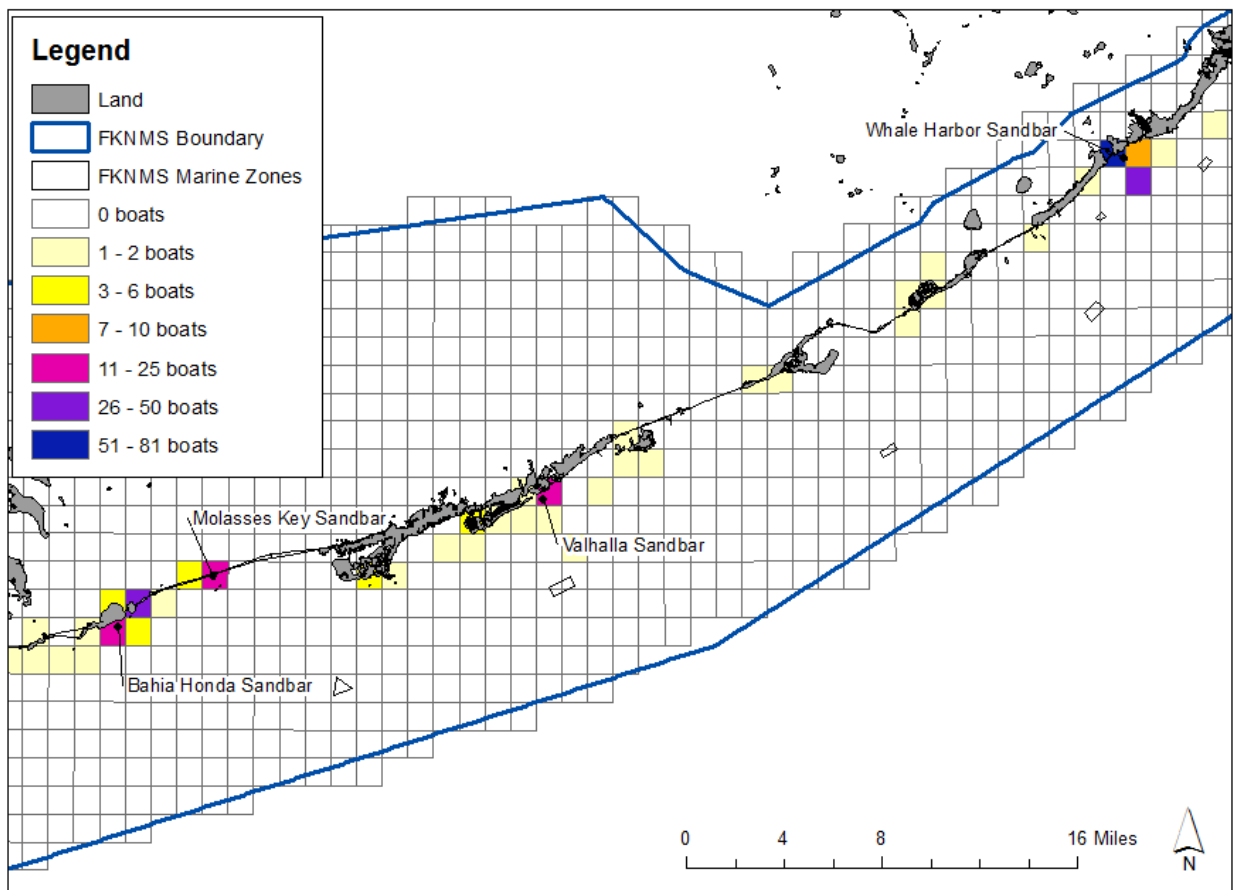 Legend
Land
FKNMS Boundary
FKNMS Marine Zones
0 boats
1 - 2 boats
3 - 6 boats
7 - 10 boats
11 - 25 boats
26 - 50 boats
51 - 81 boats
Whale Harbor Sandbar
Molasses Key Sandbar
Valhalla Sandbar
Bahia Honda Sandbar
0 4 8 16 Miles
N